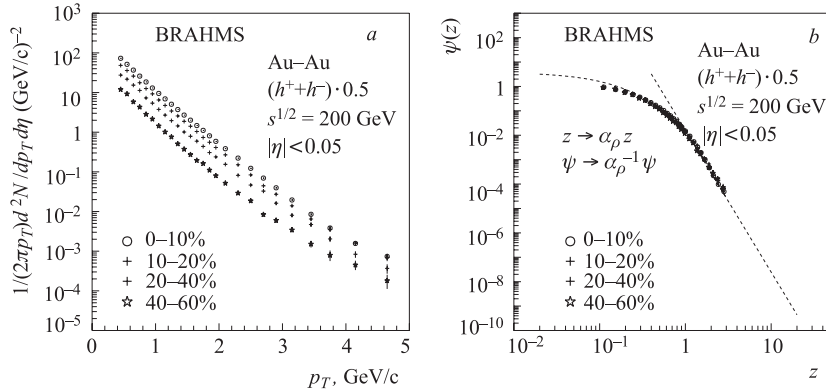 1/(2πp_T)d ²N/dp_T dη (GeV/c)⁻²
10³
10²
10
1
10⁻¹
10⁻²
10⁻³
10⁻⁴
10⁻⁵
BRAHMS
a
Au–Au
(h⁺+h⁻)·0.5
s^{1/2} = 200 GeV
|η|<0.05
0–10%
10–20%
20–40%
40–60%
0 1 2 3 4 5
p_T, GeV/c
ψ(z)
10²
1
10⁻²
10⁻⁴
10⁻⁶
10⁻⁸
10⁻¹⁰
BRAHMS
b
Au–Au
(h⁺+h⁻)·0.5
s^{1/2} = 200 GeV
|η|<0.05
z → α_ρ z
ψ → α_ρ⁻¹ψ
0–10%
10–20%
20–40%
40–60%
10⁻² 10⁻¹ 1 10
z